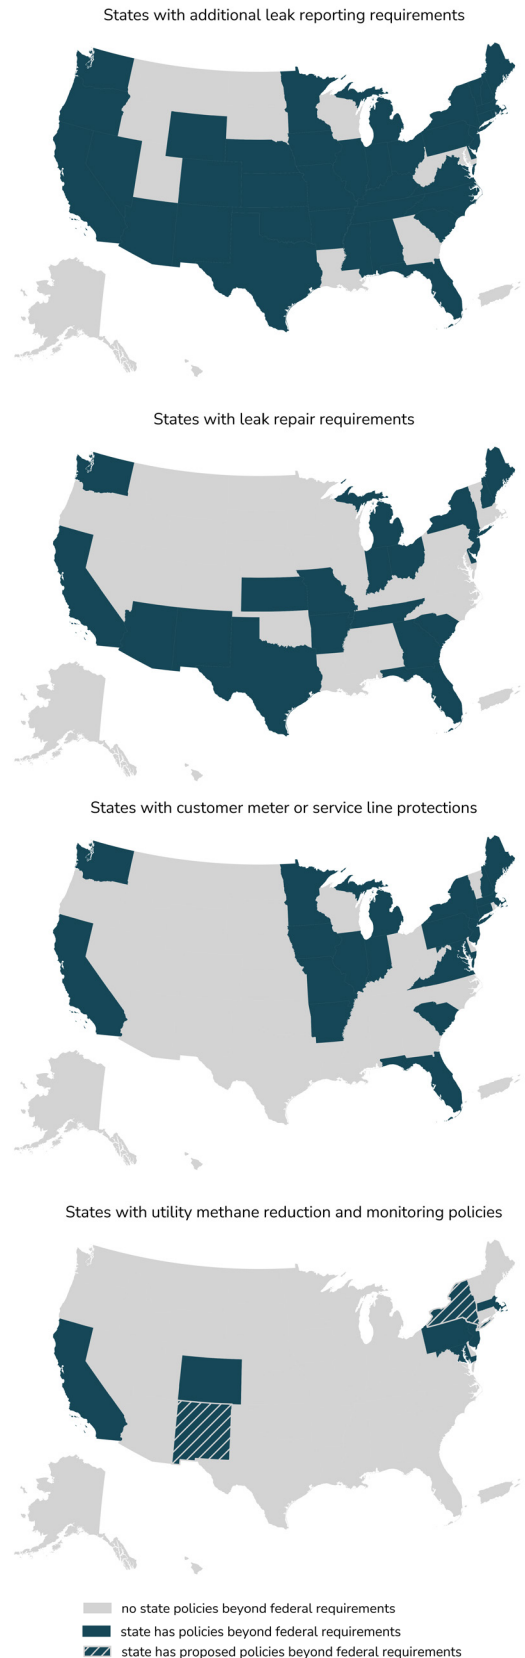 States with additional leak reporting requirements
States with leak repair requirements
States with customer meter or service line protections
States with utility methane reduction and monitoring policies
no state policies beyond federal requirements
state has policies beyond federal requirements
state has proposed policies beyond federal requirements